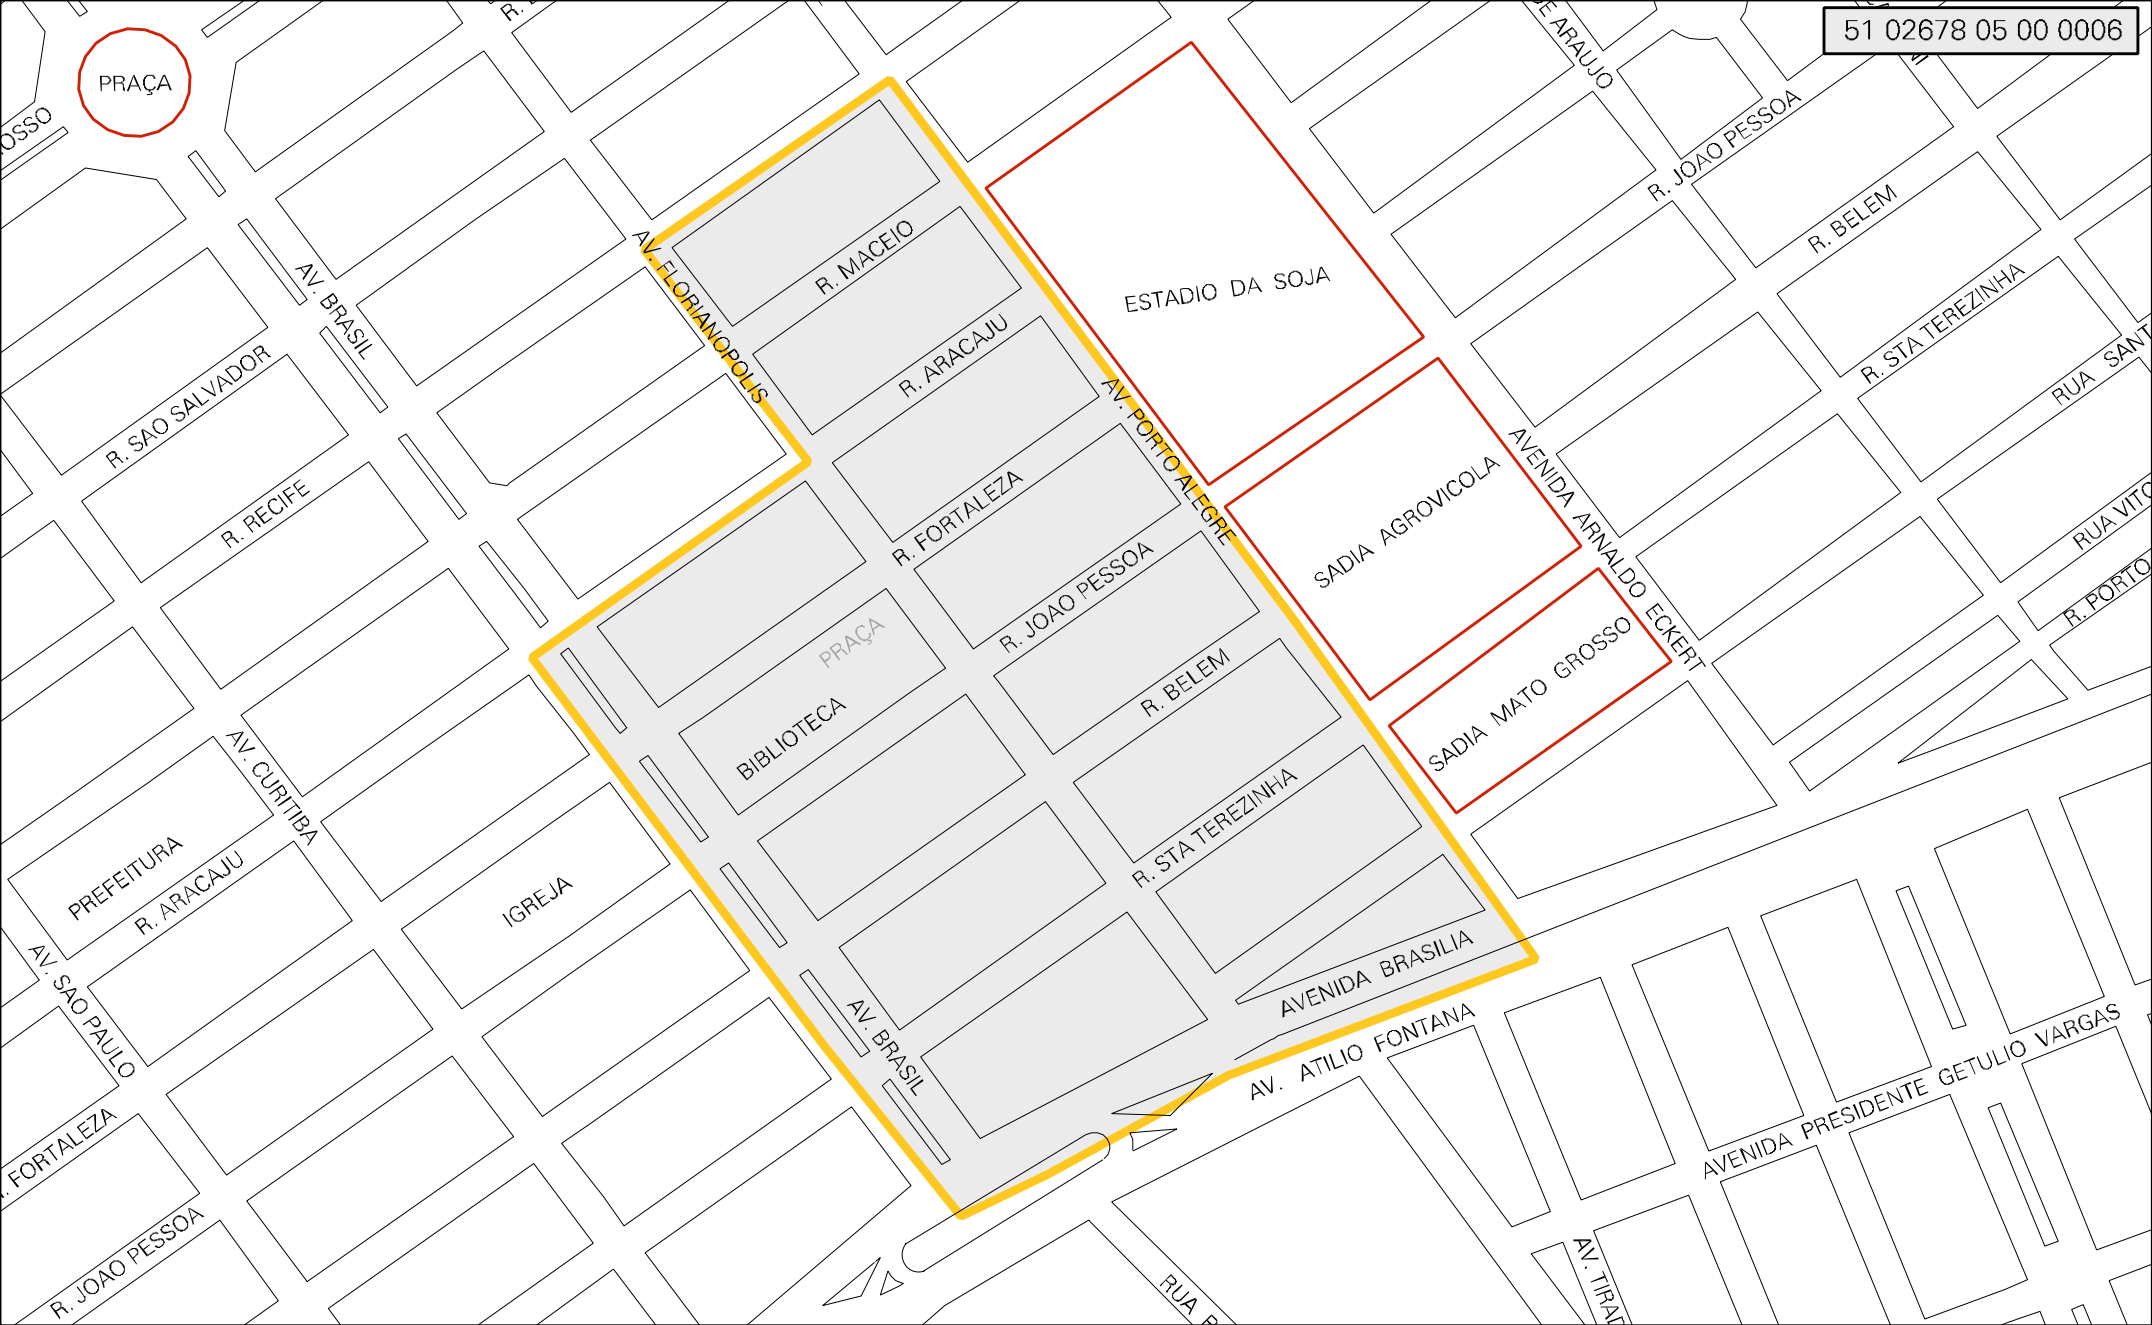 51 02678 05 00 0006
PRAÇA
OSSO
E ARAUJO
R. JOAO PESSOA
R. BELEM
R. STA TEREZINHA
RUA SANT
RUA VITO
R. PORTO
AV. BRASIL
AV. FLORIANOPOLIS
R. MACEIO
ESTADIO DA SOJA
R. ARACAJU
AV. PORTO ALEGRE
R. SAO SALVADOR
R. RECIFE
R. FORTALEZA
SADIA AGROVICOLA
AVENIDA ARNALDO ECKERT
R. JOAO PESSOA
PRAÇA
BIBLIOTECA
R. BELEM
SADIA MATO GROSSO
R. STA TEREZINHA
AV. CURITIBA
PREFEITURA
R. ARACAJU
IGREJA
AV. SAO PAULO
AV. BRASIL
AVENIDA BRASILIA
AV. ATILIO FONTANA
AVENIDA PRESIDENTE GETULIO VARGAS
. FORTALEZA
R. JOAO PESSOA
RUA P
AV. TIRAD